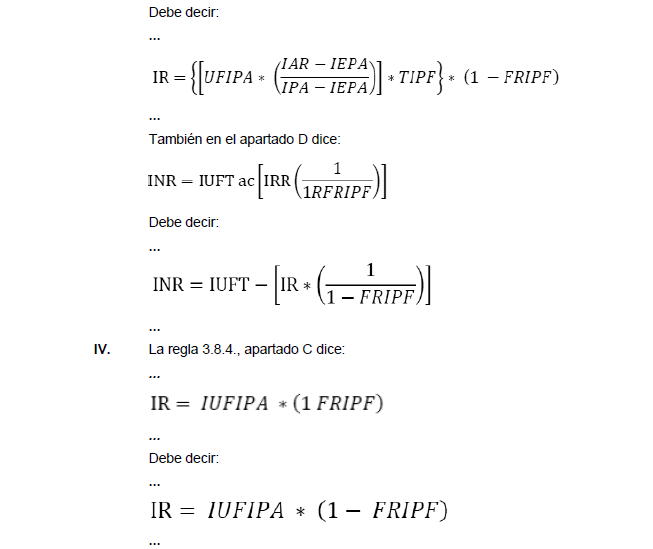 Debe decir:
...
IR = {[UFIPA * ((IAR − IEPA)/(IPA − IEPA))] * TIPF} * (1 − FRIPF)
...
También en el apartado D dice:
INR = IUFT ac [IRR (1/1RFRIPF)]
Debe decir:
...
INR = IUFT − [IR * (1/(1 − FRIPF))]
...
IV. La regla 3.8.4., apartado C dice:
...
IR = IUFIPA * (1 FRIPF)
...
Debe decir:
...
IR = IUFIPA * (1 − FRIPF)
...